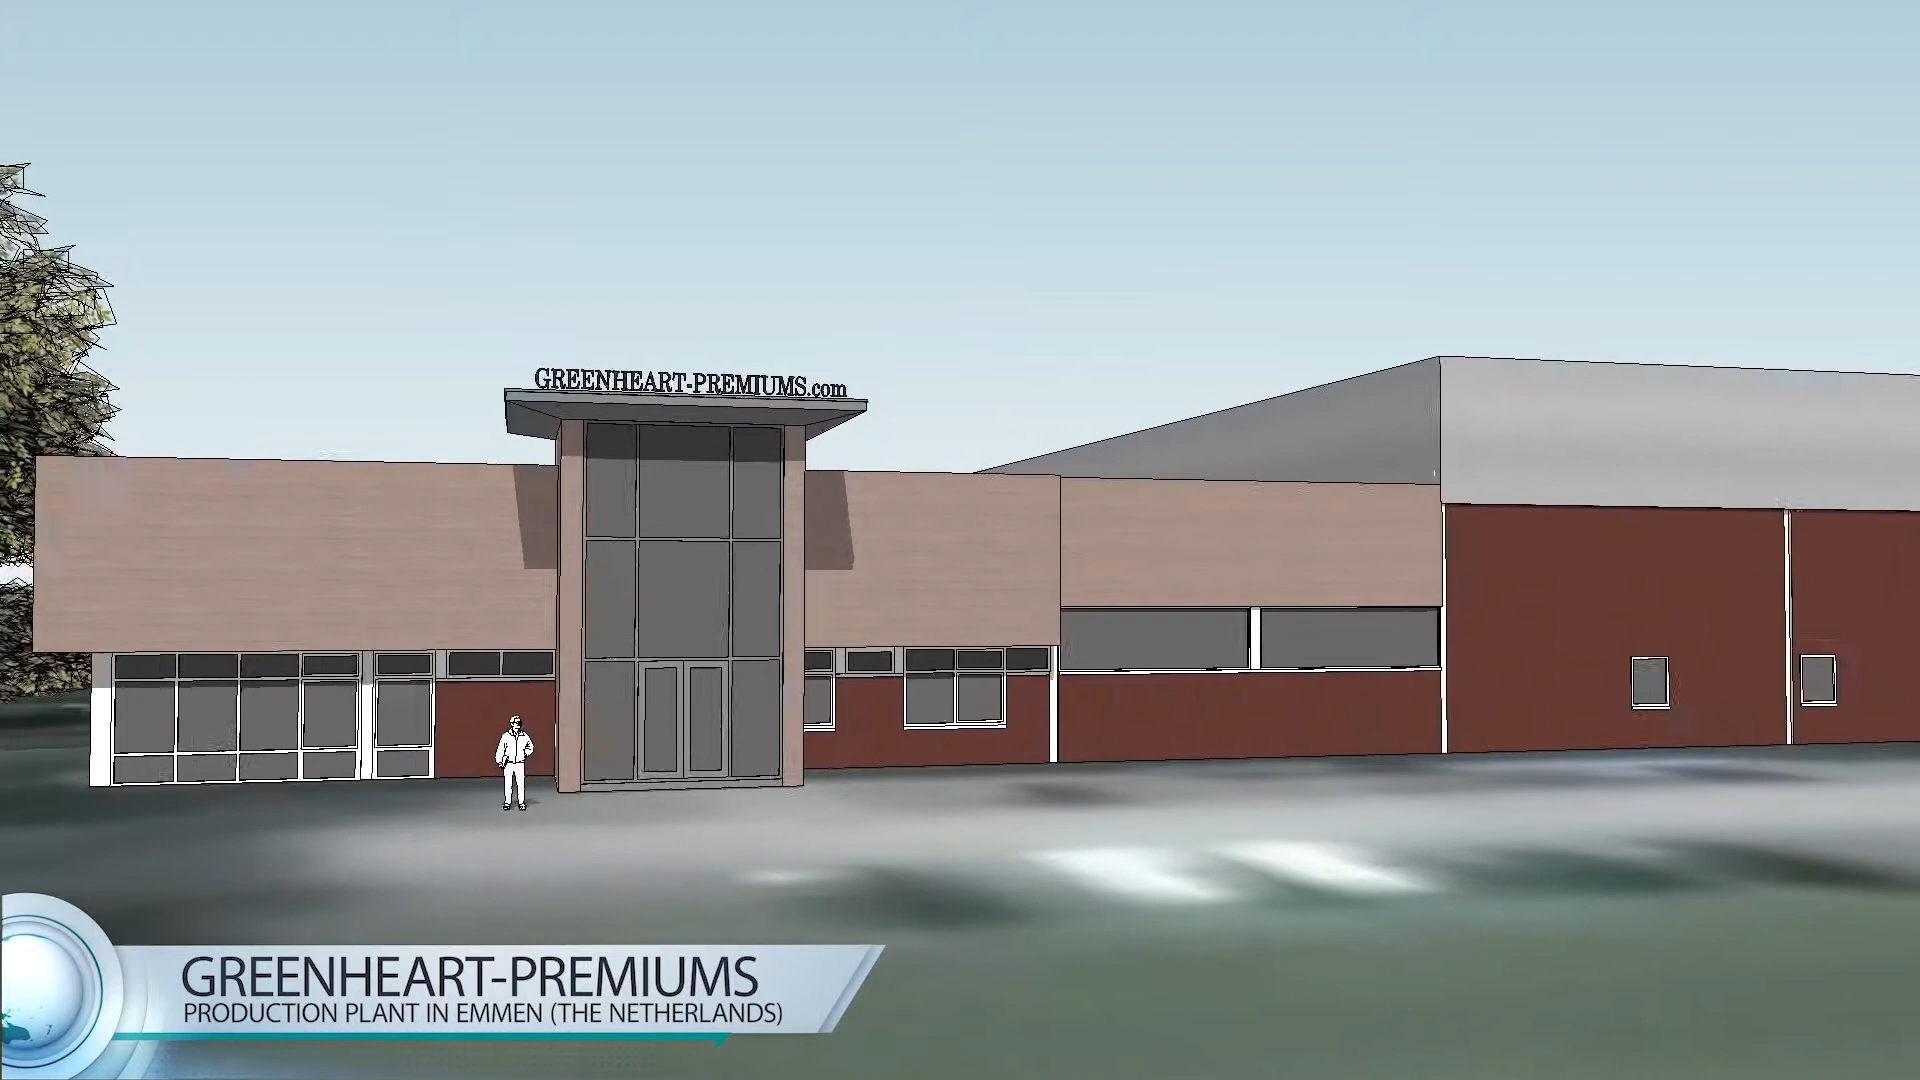 GREENHEART-PREMIUMS.com
GREENHEART-PREMIUMS
PRODUCTION PLANT IN EMMEN (THE NETHERLANDS)